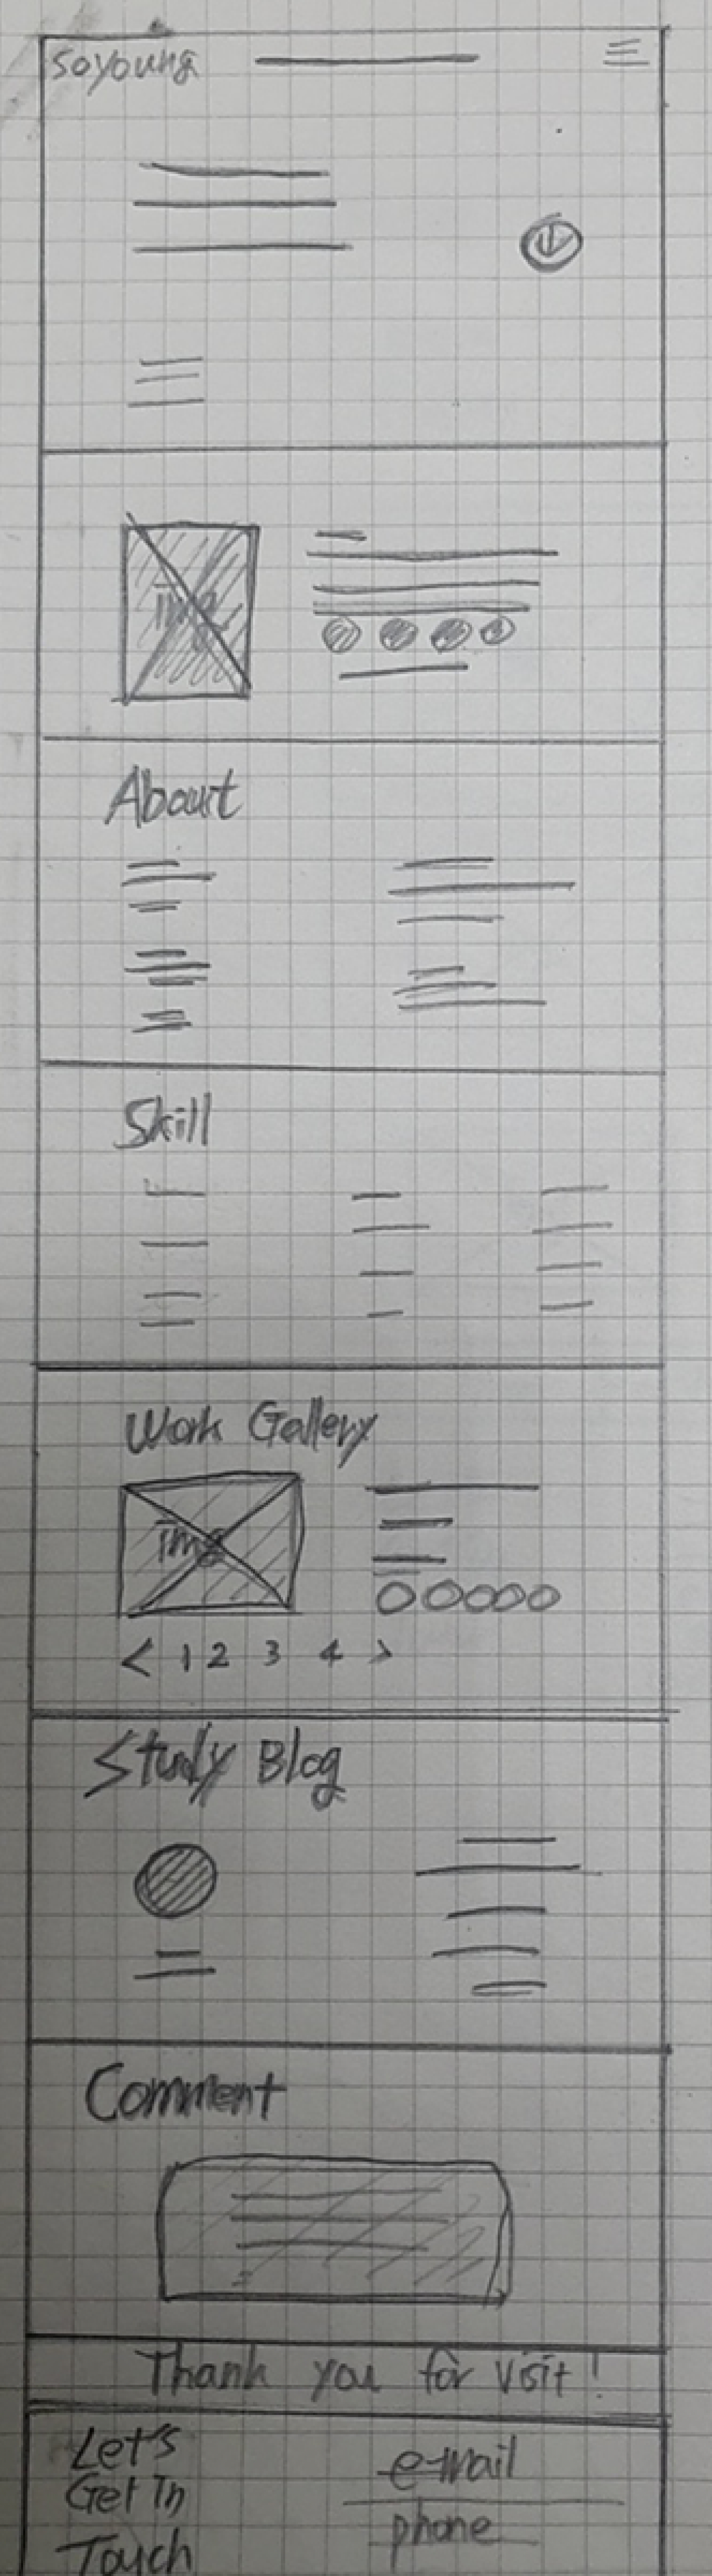 soyoung
img
About
Skill
Work Gallery
img
< 1 2 3 4 >
Study Blog
Comment
Thank you for visit!
Let's
Get In
Touch
e-mail
phone